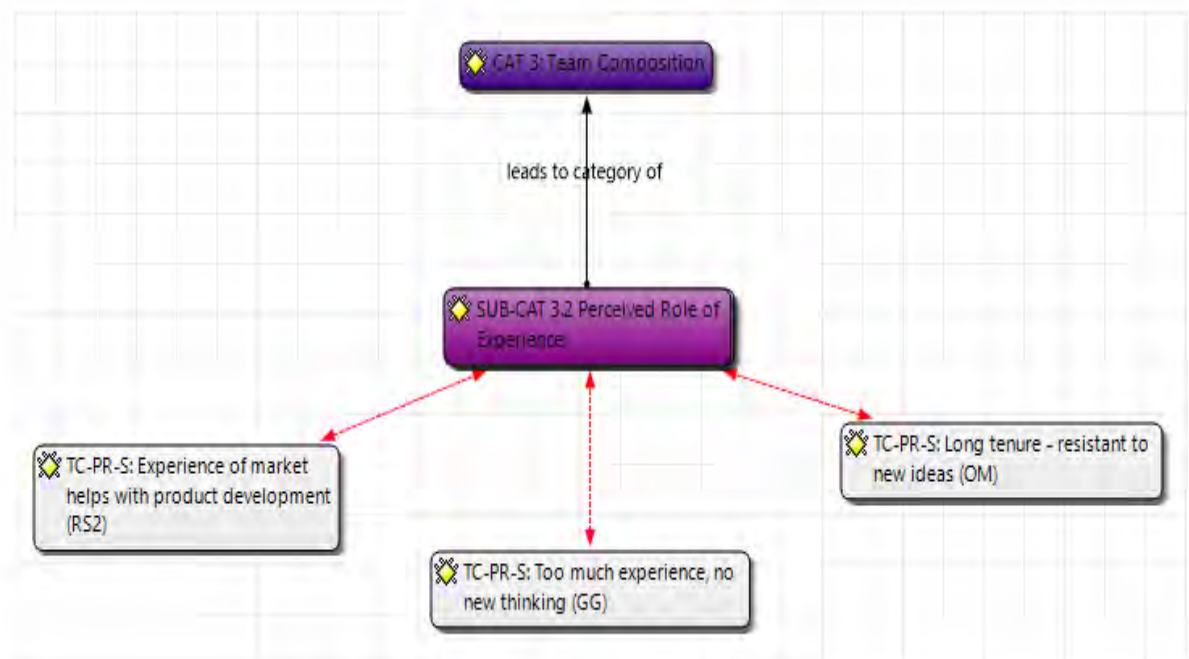 CAT 3: Team Composition
leads to category of
SUB-CAT 3.2 Perceived Role of
Experience
TC-PR-S: Experience of market
helps with product development
(RS2)
TC-PR-S: Too much experience, no
new thinking (GG)
TC-PR-S: Long tenure - resistant to
new ideas (OM)